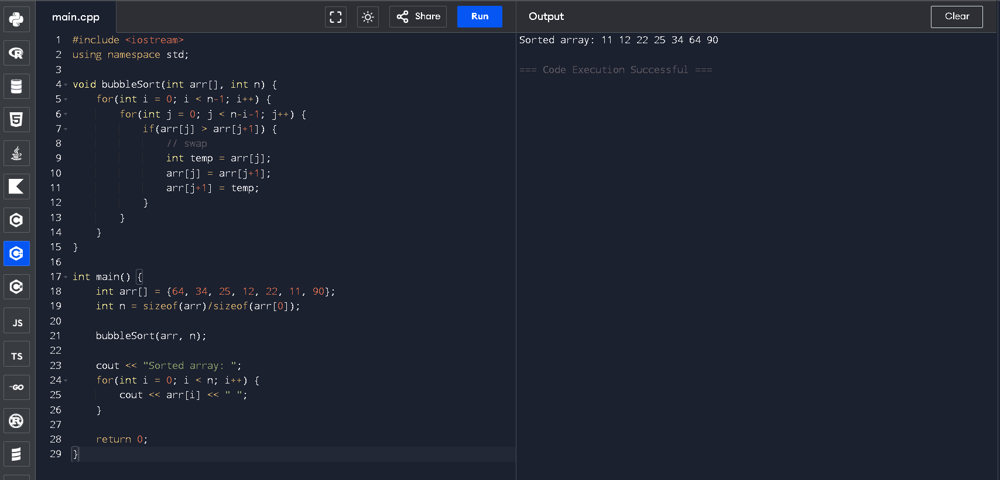 main.cpp
Share
Run
Output
Clear
JS
TS
GO
1 #include <iostream>
2 using namespace std;
3
4 void bubbleSort(int arr[], int n) {
5     for(int i = 0; i < n-1; i++) {
6         for(int j = 0; j < n-i-1; j++) {
7             if(arr[j] > arr[j+1]) {
8                 // swap
9                 int temp = arr[j];
10                 arr[j] = arr[j+1];
11                 arr[j+1] = temp;
12             }
13         }
14     }
15 }
16
17 int main() {
18     int arr[] = {64, 34, 25, 12, 22, 11, 90};
19     int n = sizeof(arr)/sizeof(arr[0]);
20
21     bubbleSort(arr, n);
22
23     cout << "Sorted array: ";
24     for(int i = 0; i < n; i++) {
25         cout << arr[i] << " ";
26     }
27
28     return 0;
29 }
Sorted array: 11 12 22 25 34 64 90
=== Code Execution Successful ===